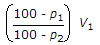 (100 - p₁ / 100 - p₂) V₁